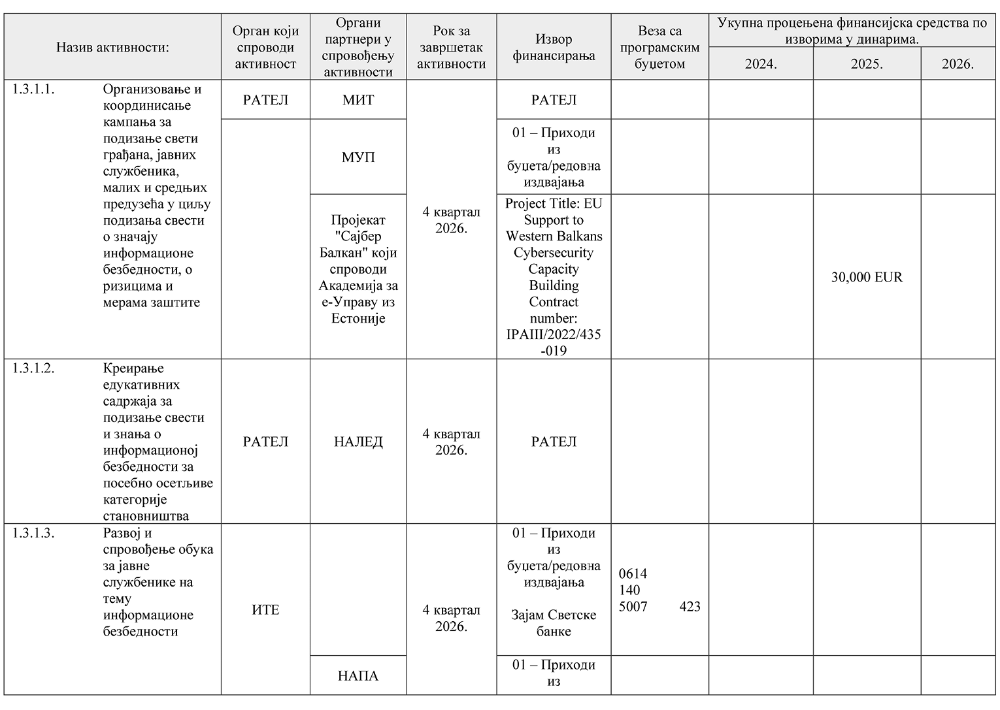 Назив активности:
Орган који
спроводи
активност
Органи
партнери у
спровођењу
активности
Рок за
завршетак
активности
Извор
финансирања
Веза са
програмским
буџетом
Укупна процењена финансијска средства по
изворима у динарима.
2024.
2025.
2026.
1.3.1.1.
Организовање и
координисање
кампања за
подизање свети
грађана, јавних
службеника,
малих и средњих
предузећа у циљу
подизања свести
о значају
информационе
безбедности, о
ризицима и
мерама заштите
РАТЕЛ
МИТ
4 квартал
2026.
РАТЕЛ
МУП
01 – Приходи
из
буџета/редовна
издвајања
Пројекат
"Сајбер
Балкан" који
спроводи
Академија за
е-Управу из
Естоније
Project Title: EU
Support to
Western Balkans
Cybersecurity
Capacity
Building
Contract
number:
IPAIII/2022/435
-019
30,000 EUR
1.3.1.2.
Креирање
едукативних
садржаја за
подизање свести
и знања о
информационој
безбедности за
посебно осетљиве
категорије
становништва
РАТЕЛ
НАЛЕД
4 квартал
2026.
РАТЕЛ
1.3.1.3.
Развој и
спровођење обука
за јавне
службенике на
тему
информационе
безбедности
ИТЕ
4 квартал
2026.
01 – Приходи
из
буџета/редовна
издвајања
Зајам Светске
банке
0614
140
5007 423
НАПА
01 – Приходи
из